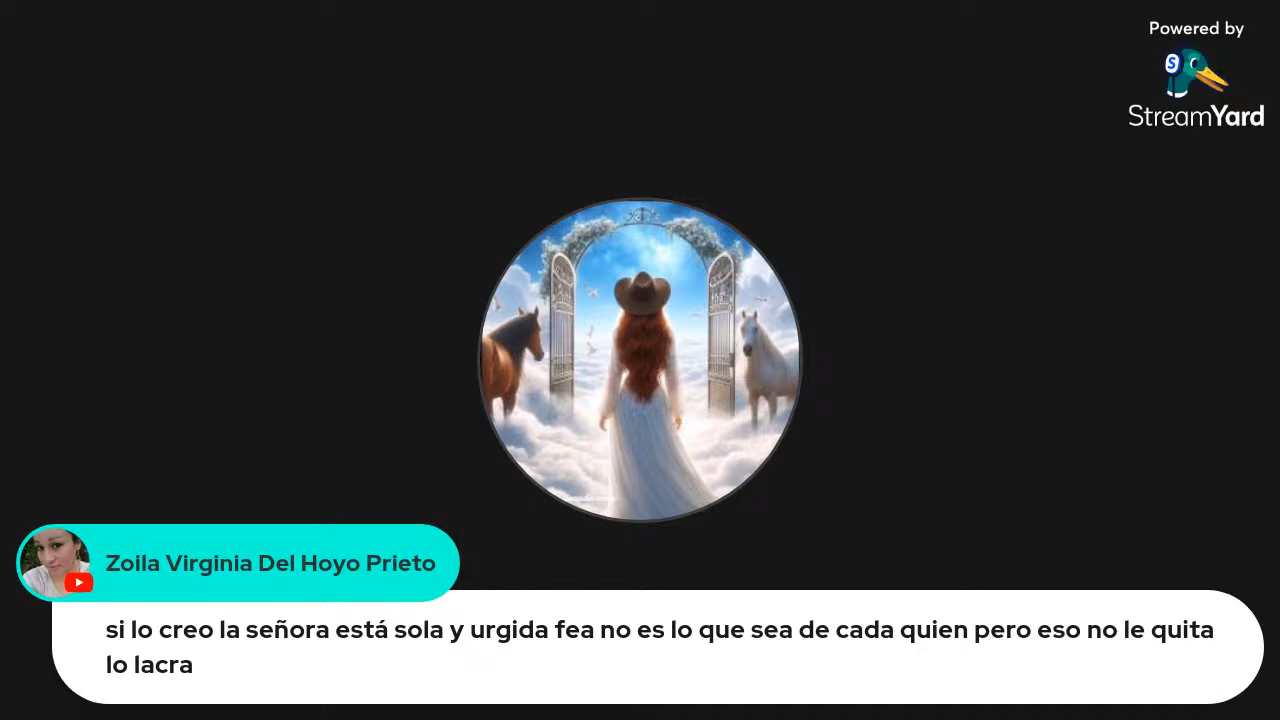 Powered by
S
StreamYard
Zoila Virginia Del Hoyo Prieto
si lo creo la señora está sola y urgida fea no es lo que sea de cada quien pero eso no le quita
lo lacra